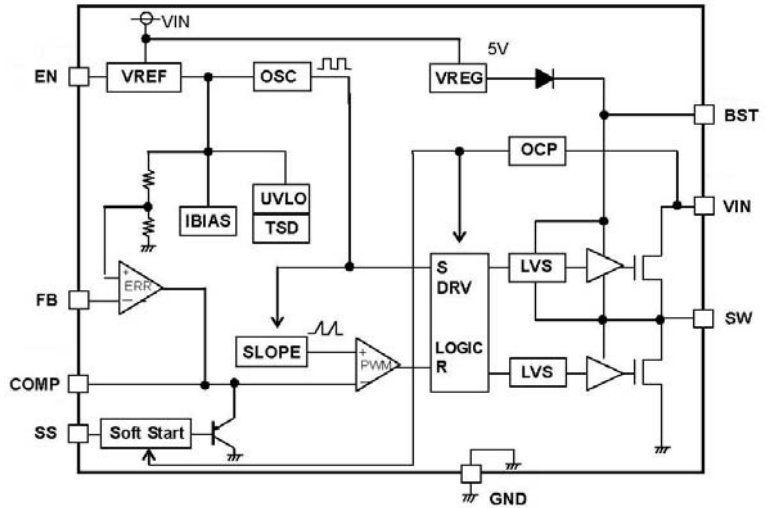 VIN
5V
EN
VREF
OSC
VREG
BST
OCP
VIN
UVLO
IBIAS
TSD
S
LVS
DRV
+
ERR
−
FB
SW
SLOPE
LOGIC
+
PWM
−
R
LVS
COMP
SS
Soft Start
GND